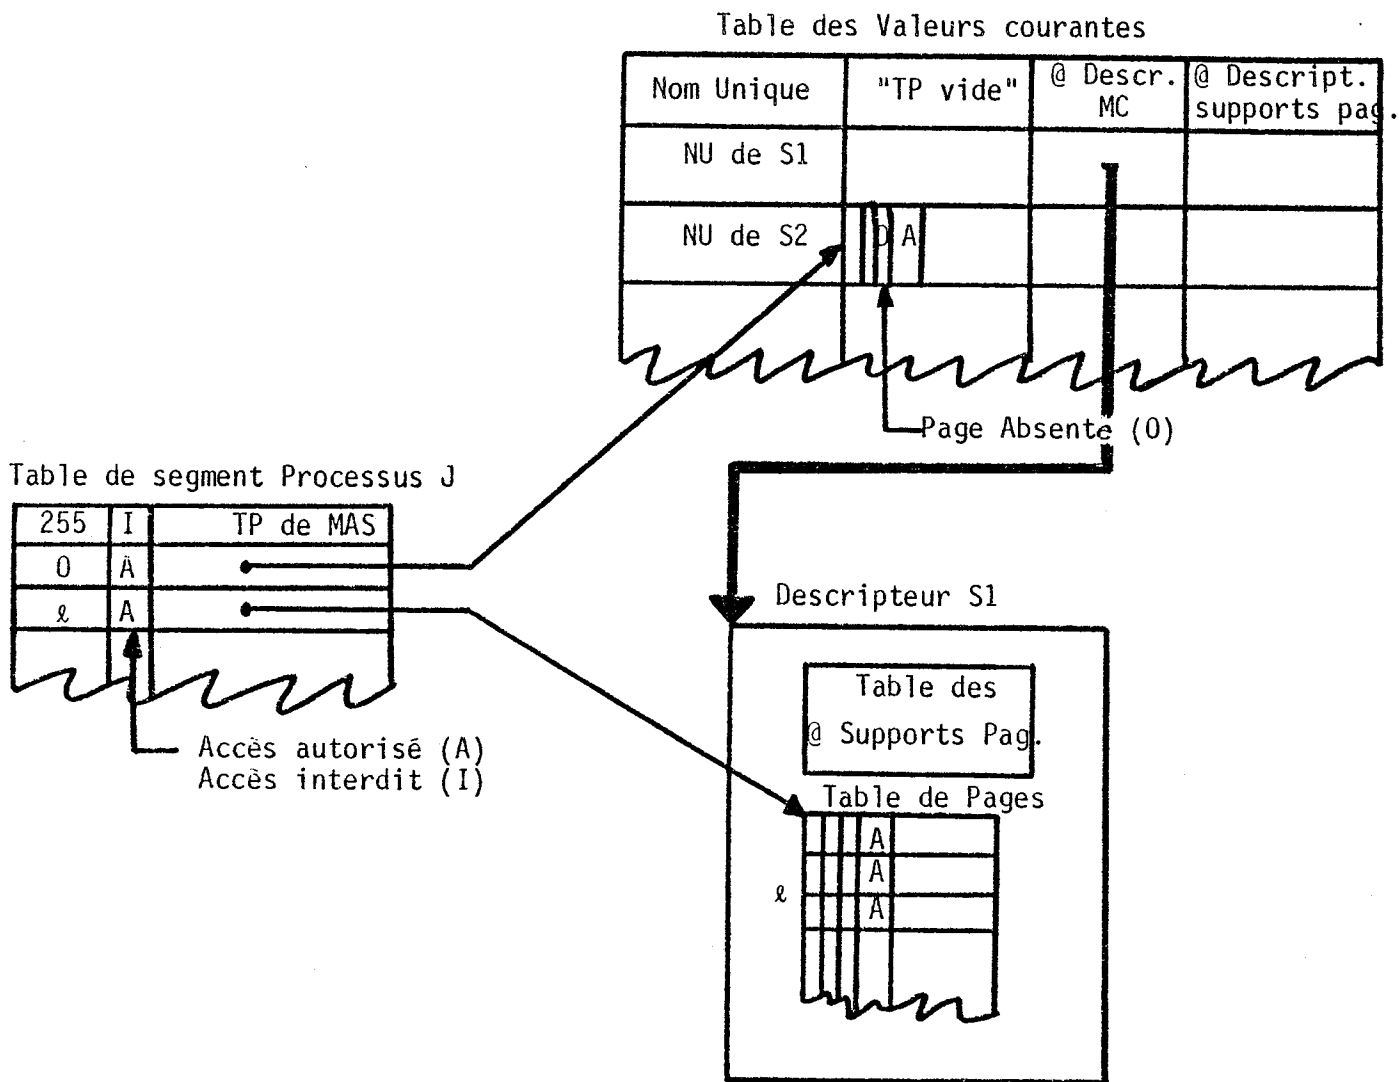 Table des Valeurs courantes
Nom Unique
"TP vide"
@ Descr.
MC
@ Descript.
supports pag.
NU de S1
NU de S2
A
Page Absente (0)
Table de segment Processus J
255 I TP de MAS
0 A
ℓ A
Accès autorisé (A)
Accès interdit (I)
Descripteur S1
Table des
@ Supports Pag.
Table de Pages
A
A
ℓ
A